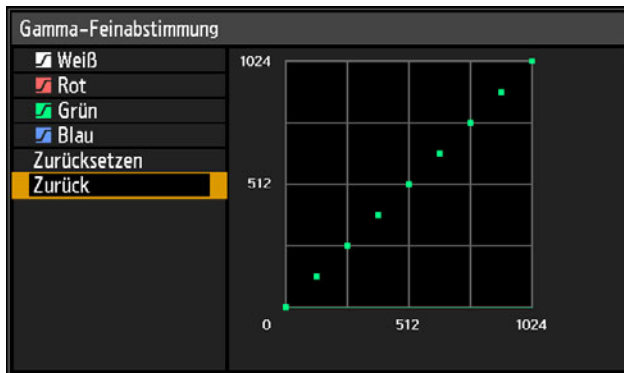 Gamma-Feinabstimmung
Weiß
Rot
Grün
Blau
Zurücksetzen
Zurück
1024
512
0 512 1024